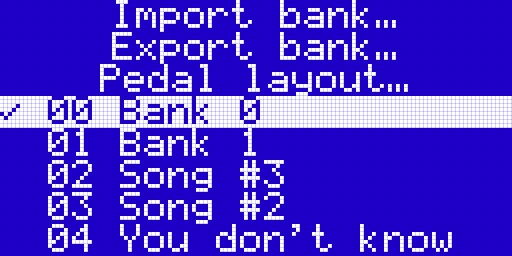 Import bank…
Export bank…
Pedal layout…
✓ 00 Bank 0
01 Bank 1
02 Song #3
03 Song #2
04 You don't know